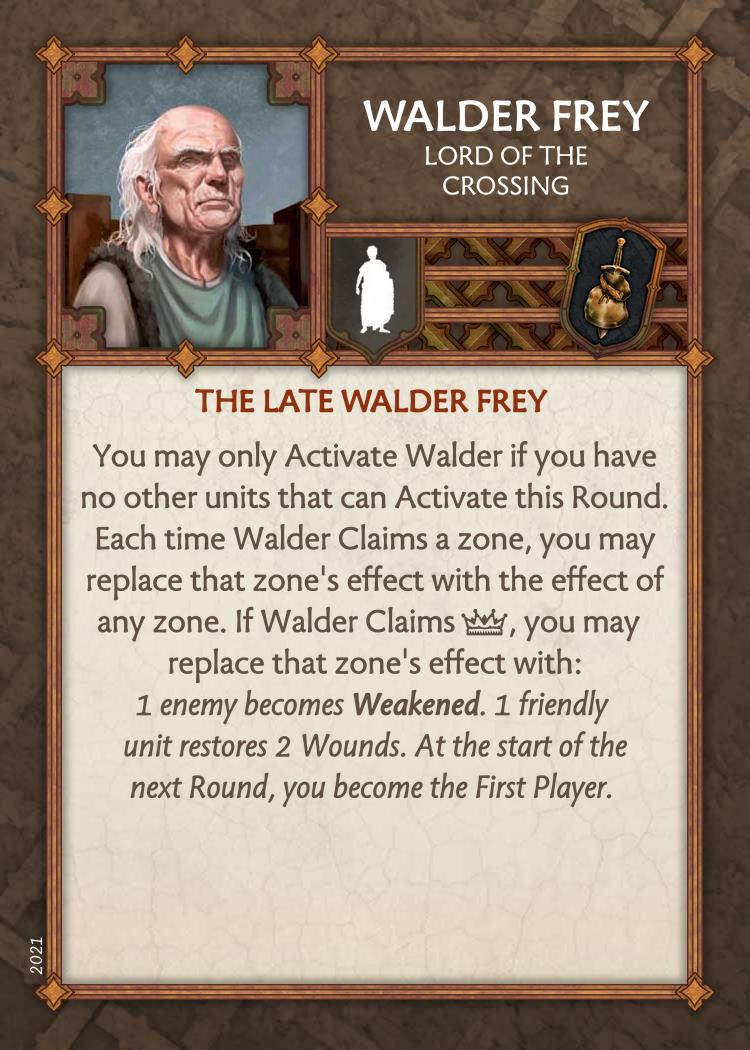 WALDER FREY
LORD OF THE
CROSSING
THE LATE WALDER FREY
You may only Activate Walder if you have
no other units that can Activate this Round.
Each time Walder Claims a zone, you may
replace that zone's effect with the effect of
any zone. If Walder Claims , you may
replace that zone's effect with:
1 enemy becomes Weakened. 1 friendly
unit restores 2 Wounds. At the start of the
next Round, you become the First Player.
2021